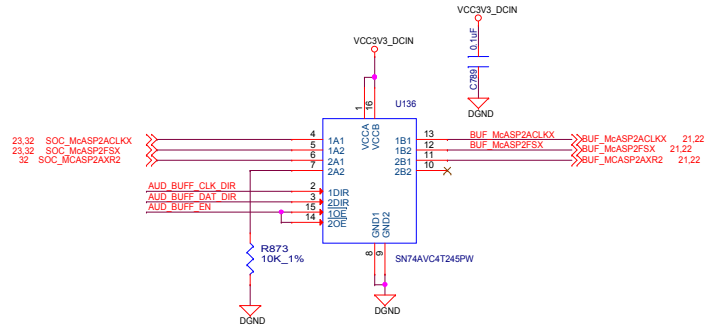 VCC3V3_DCIN
VCC3V3_DCIN
0.1uF
C789
DGND
U136
1
16
VCCA
VCCB
23,32 SOC_McASP2ACLKX 4 1A1 1B1 13 BUF_McASP2ACLKX BUF_McASP2ACLKX 21,22
23,32 SOC_McASP2FSX 5 1A2 1B2 12 BUF_McASP2FSX BUF_McASP2FSX 21,22
32 SOC_MCASP2AXR2 6 2A1 2B1 11 BUF_MCASP2AXR2 21,22
7 2A2 2B2 10
AUD_BUFF_CLK_DIR 2 1DIR
AUD_BUFF_DAT_DIR 3 2DIR
AUD_BUFF_EN 15 1OE
14 2OE
GND1
GND2
8
9
SN74AVC4T245PW
R873
10K_1%
DGND
DGND